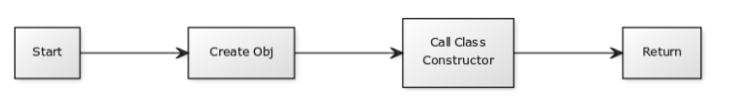 Start
Create Obj
Call Class
Constructor
Return